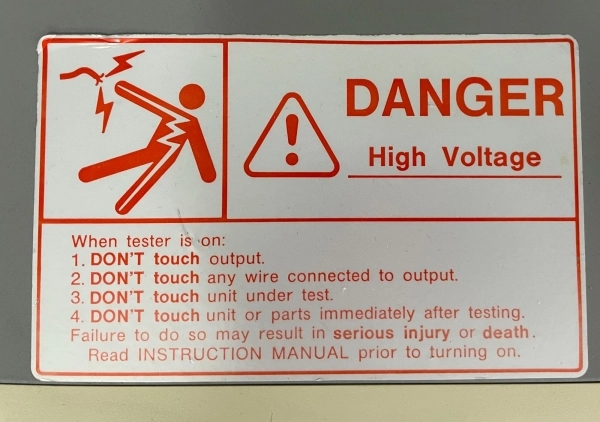 DANGER
High Voltage
When tester is on:
1. DON'T touch output.
2. DON'T touch any wire connected to output.
3. DON'T touch unit under test.
4. DON'T touch unit or parts immediately after testing.
Failure to do so may result in serious injury or death.
Read INSTRUCTION MANUAL prior to turning on.